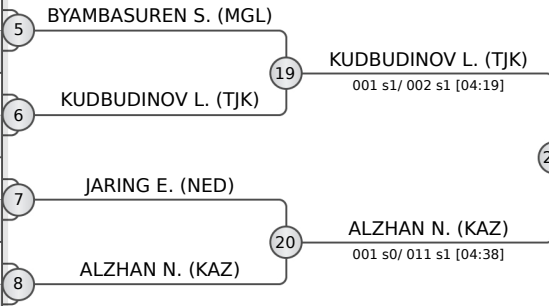 BYAMBASUREN S. (MGL)
5
19
KUDBUDINOV L. (TJK)
001 s1/ 002 s1 [04:19]
KUDBUDINOV L. (TJK)
6
JARING E. (NED)
7
20
ALZHAN N. (KAZ)
001 s0/ 011 s1 [04:38]
ALZHAN N. (KAZ)
8